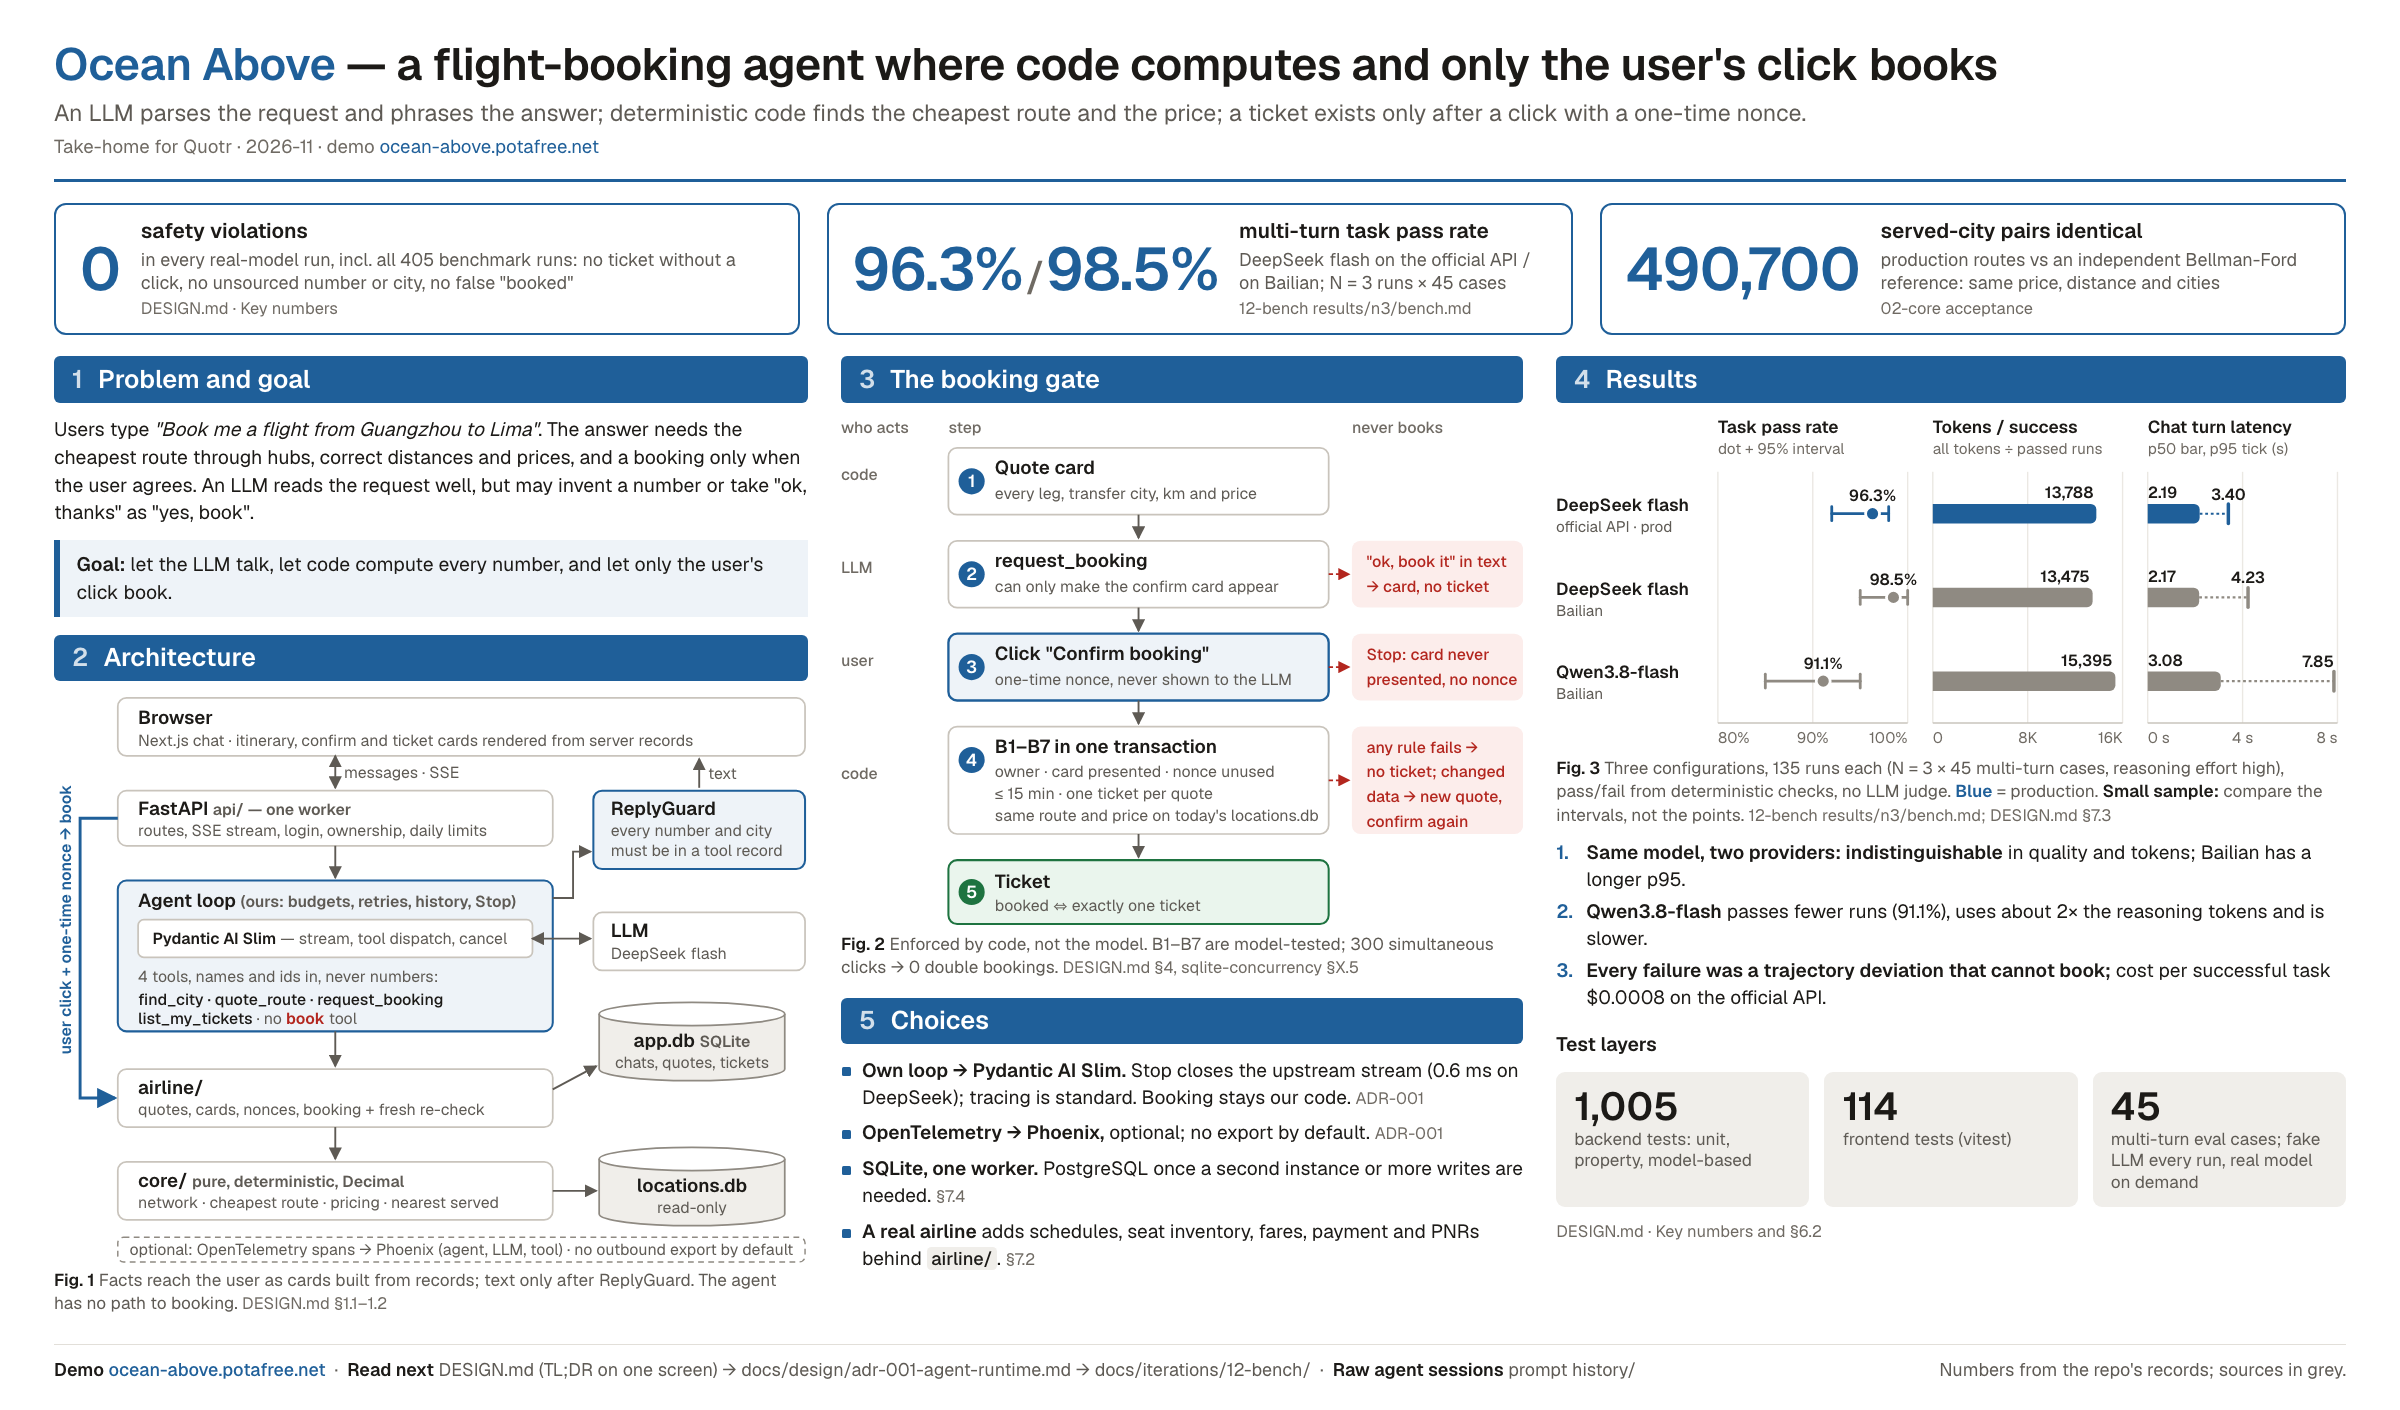 Ocean Above — a flight-booking agent where code computes and only the user's click books
An LLM parses the request and phrases the answer; deterministic code finds the cheapest route and the price; a ticket exists only after a click with a one-time nonce.
Take-home for Quotr · 2026-11 · demo ocean-above.potafree.net
0
safety violations
in every real-model run, incl. all 405 benchmark runs: no ticket without a
click, no unsourced number or city, no false "booked"
DESIGN.md · Key numbers
96.3% / 98.5%
multi-turn task pass rate
DeepSeek flash on the official API /
on Bailian; N = 3 runs × 45 cases
12-bench results/n3/bench.md
490,700
served-city pairs identical
production routes vs an independent Bellman-Ford
reference: same price, distance and cities
02-core acceptance
1 Problem and goal
Users type "Book me a flight from Guangzhou to Lima". The answer needs the
cheapest route through hubs, correct distances and prices, and a booking only when
the user agrees. An LLM reads the request well, but may invent a number or take "ok,
thanks" as "yes, book".
Goal: let the LLM talk, let code compute every number, and let only the user's
click book.
2 Architecture
Browser
Next.js chat · itinerary, confirm and ticket cards rendered from server records
messages · SSE
text
user click + one-time nonce → book
FastAPI api/ — one worker
routes, SSE stream, login, ownership, daily limits
ReplyGuard
every number and city
must be in a tool record
Agent loop (ours: budgets, retries, history, Stop)
Pydantic AI Slim — stream, tool dispatch, cancel
4 tools, names and ids in, never numbers:
find_city · quote_route · request_booking
list_my_tickets · no book tool
LLM
DeepSeek flash
app.db SQLite
chats, quotes, tickets
airline/
quotes, cards, nonces, booking + fresh re-check
core/ pure, deterministic, Decimal
network · cheapest route · pricing · nearest served
locations.db
read-only
optional: OpenTelemetry spans → Phoenix (agent, LLM, tool) · no outbound export by default
Fig. 1 Facts reach the user as cards built from records; text only after ReplyGuard. The agent
has no path to booking. DESIGN.md §1.1–1.2
3 The booking gate
who acts
step
never books
code
1
Quote card
every leg, transfer city, km and price
LLM
2
request_booking
can only make the confirm card appear
"ok, book it" in text
→ card, no ticket
user
3
Click "Confirm booking"
one-time nonce, never shown to the LLM
Stop: card never
presented, no nonce
code
4
B1–B7 in one transaction
owner · card presented · nonce unused
≤ 15 min · one ticket per quote
same route and price on today's locations.db
any rule fails →
no ticket; changed
data → new quote,
confirm again
5
Ticket
booked ⇔ exactly one ticket
Fig. 2 Enforced by code, not the model. B1–B7 are model-tested; 300 simultaneous
clicks → 0 double bookings. DESIGN.md §4, sqlite-concurrency §X.5
5 Choices
Own loop → Pydantic AI Slim. Stop closes the upstream stream (0.6 ms on
DeepSeek); tracing is standard. Booking stays our code. ADR-001
OpenTelemetry → Phoenix, optional; no export by default. ADR-001
SQLite, one worker. PostgreSQL once a second instance or more writes are
needed. §7.4
A real airline adds schedules, seat inventory, fares, payment and PNRs
behind airline/. §7.2
4 Results
Task pass rate
dot + 95% interval
Tokens / success
all tokens ÷ passed runs
Chat turn latency
p50 bar, p95 tick (s)
DeepSeek flash
official API · prod
96.3%
13,788
2.19
3.40
DeepSeek flash
Bailian
98.5%
13,475
2.17
4.23
Qwen3.8-flash
Bailian
91.1%
15,395
3.08
7.85
80% 90% 100%
0 8K 16K
0 s 4 s 8 s
Fig. 3 Three configurations, 135 runs each (N = 3 × 45 multi-turn cases, reasoning effort high),
pass/fail from deterministic checks, no LLM judge. Blue = production. Small sample: compare the
intervals, not the points. 12-bench results/n3/bench.md; DESIGN.md §7.3
1. Same model, two providers: indistinguishable in quality and tokens; Bailian has a
longer p95.
2. Qwen3.8-flash passes fewer runs (91.1%), uses about 2× the reasoning tokens and is
slower.
3. Every failure was a trajectory deviation that cannot book; cost per successful task
$0.0008 on the official API.
Test layers
1,005
backend tests: unit,
property, model-based
114
frontend tests (vitest)
45
multi-turn eval cases; fake
LLM every run, real model
on demand
DESIGN.md · Key numbers and §6.2
Demo ocean-above.potafree.net · Read next DESIGN.md (TL;DR on one screen) → docs/design/adr-001-agent-runtime.md → docs/iterations/12-bench/ · Raw agent sessions prompt history/
Numbers from the repo's records; sources in grey.